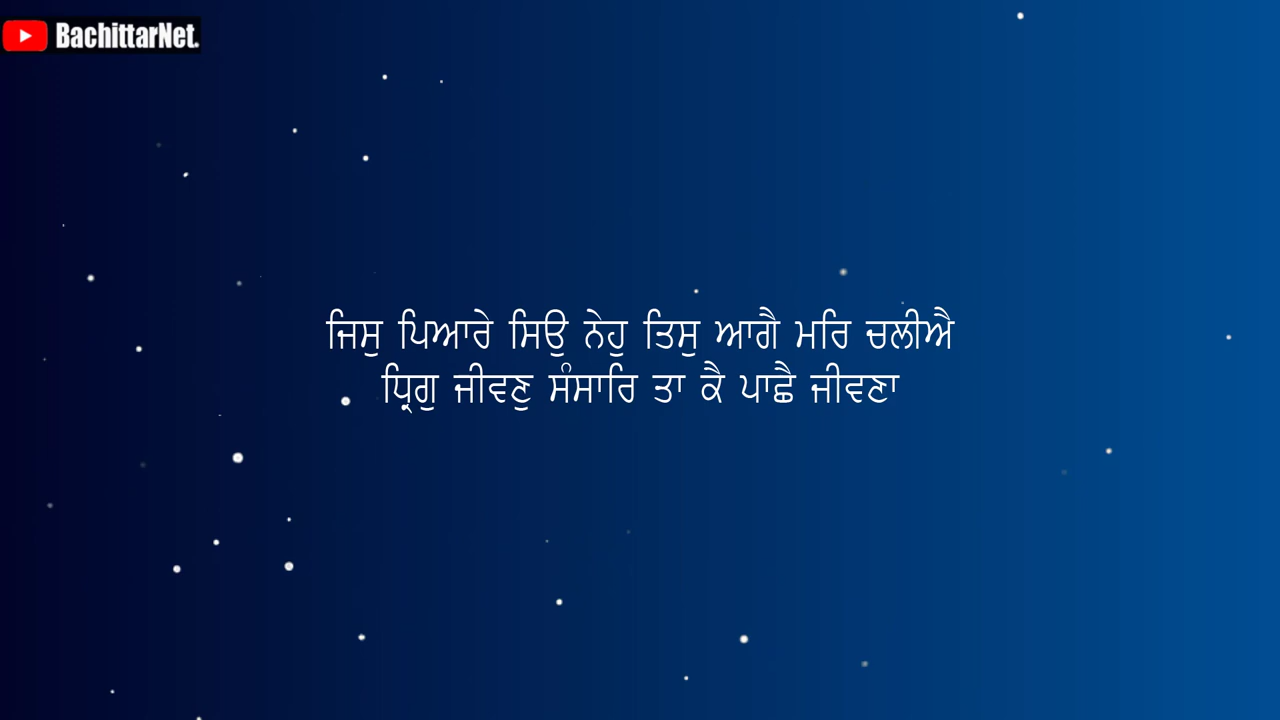 BachittarNet.
ਜਿਸੁ ਪਿਆਰੇ ਸਿਉ ਨੇਹੁ ਤਿਸੁ ਆਗੈ ਮਰਿ ਚਲੀਐ
ਧ੍ਰਿਗੁ ਜੀਵਣੁ ਸੰਸਾਰਿ ਤਾ ਕੈ ਪਾਛੈ ਜੀਵਣਾ